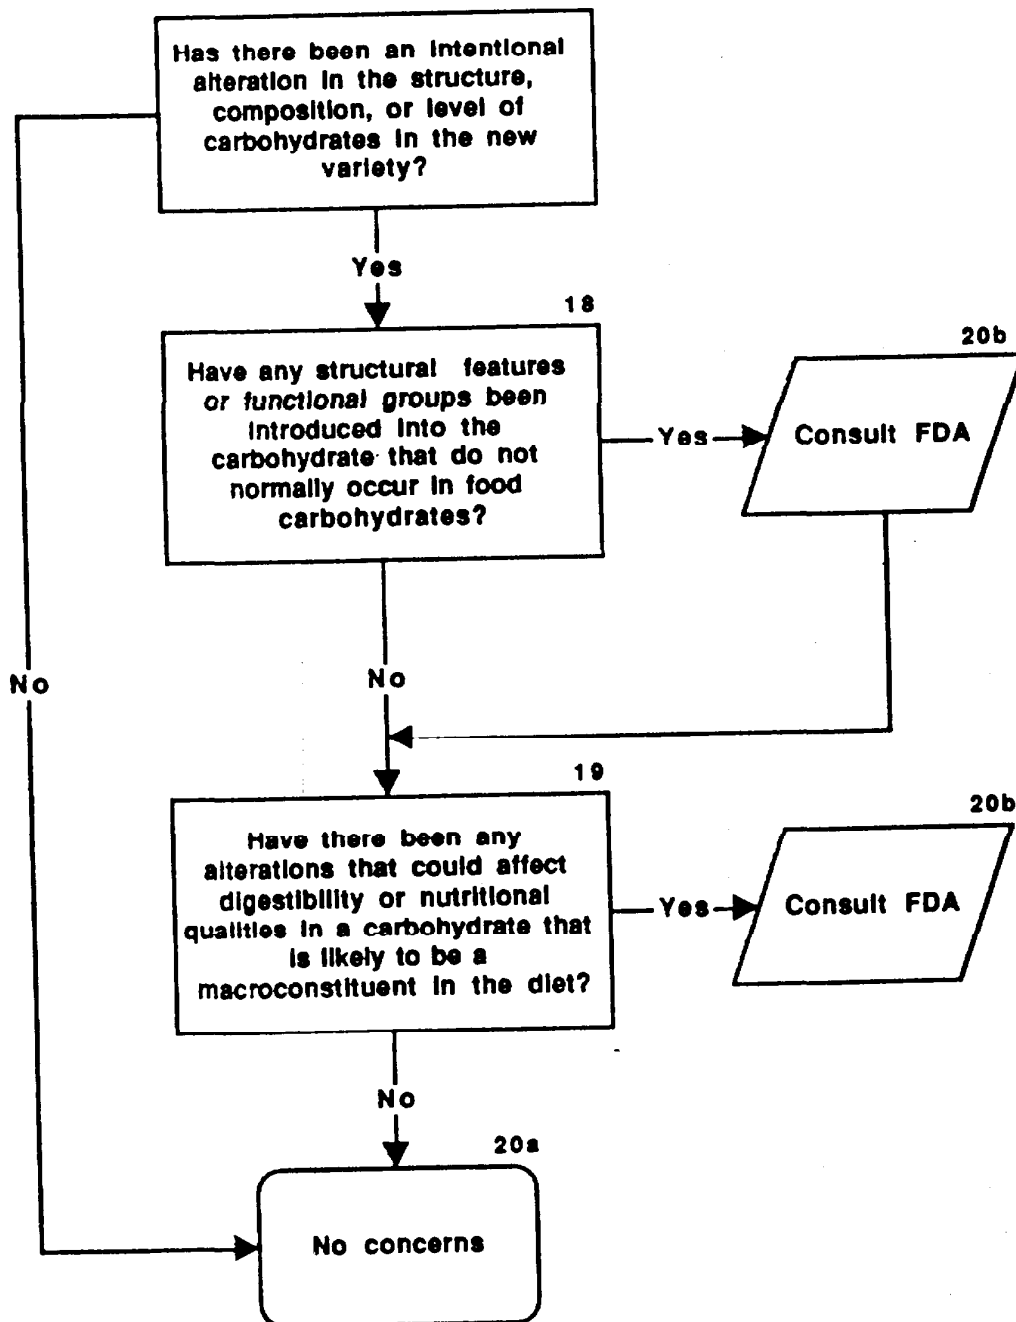 Has there been an intentional
alteration in the structure,
composition, or level of
carbohydrates in the new
variety?
Yes
18
Have any structural features
or functional groups been
introduced into the
carbohydrate that do not
normally occur in food
carbohydrates?
Yes
20b
Consult FDA
No
No
19
Have there been any
alterations that could affect
digestibility or nutritional
qualities in a carbohydrate that
is likely to be a
macroconstituent in the diet?
Yes
20b
Consult FDA
No
20a
No concerns